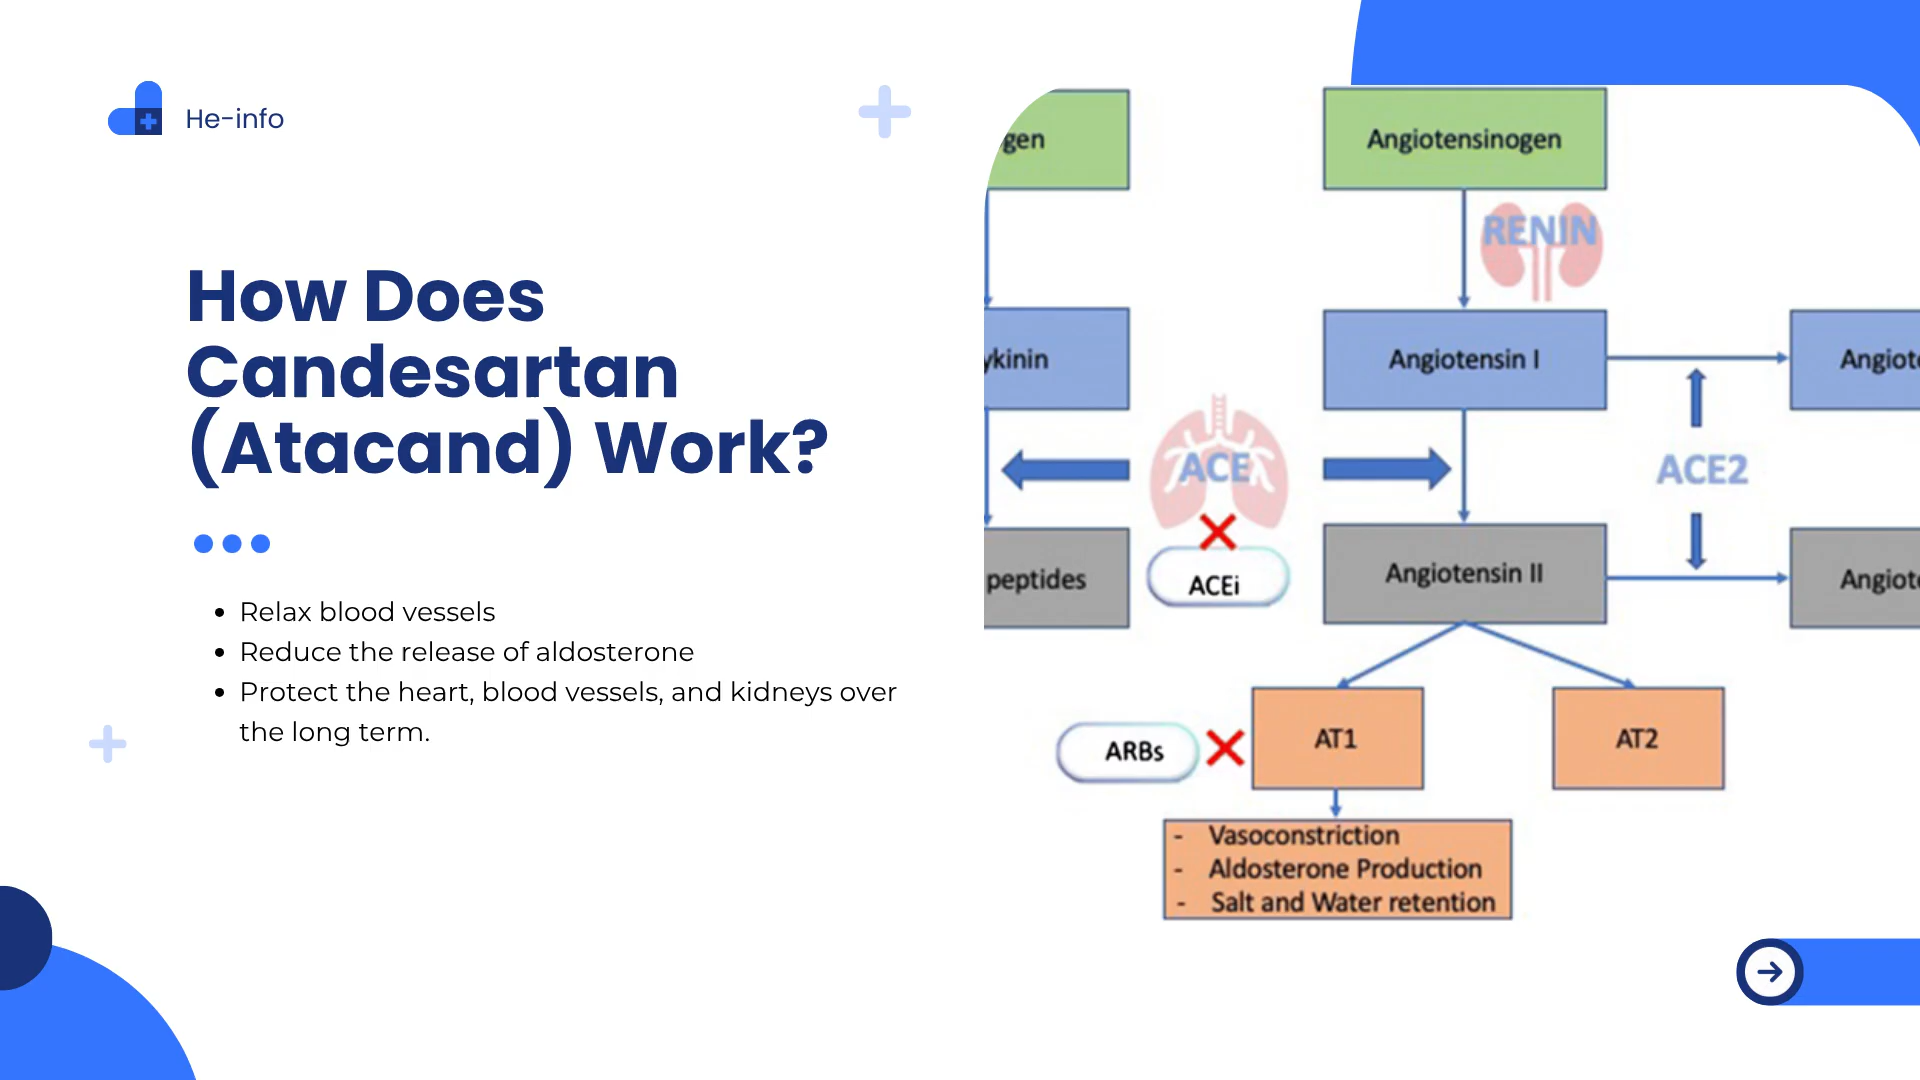 He-info
How Does
Candesartan
(Atacand) Work?
Relax blood vessels
Reduce the release of aldosterone
Protect the heart, blood vessels, and kidneys over
the long term.
gen
Angiotensinogen
RENIN
ykinin
Angiotensin I
Angiote
ACE
ACE2
peptides
ACEi
Angiotensin II
Angiote
ARBs
AT1
AT2
- Vasoconstriction
- Aldosterone Production
- Salt and Water retention